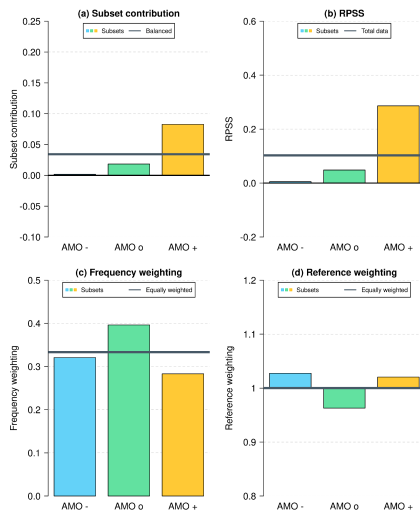 (a) Subset contribution
Subsets
Balanced
Subset contribution
0.25
0.20
0.15
0.10
0.05
0.00
-0.05
-0.10
AMO -
AMO o
AMO +
(b) RPSS
Subsets
Total data
RPSS
0.6
0.4
0.2
0.0
-0.2
AMO -
AMO o
AMO +
(c) Frequency weighting
Subsets
Equally weighted
Frequency weighting
0.5
0.4
0.3
0.2
0.1
0.0
AMO -
AMO o
AMO +
(d) Reference weighting
Subsets
Equally weighted
Reference weighting
1.2
1.1
1
0.9
0.8
AMO -
AMO o
AMO +